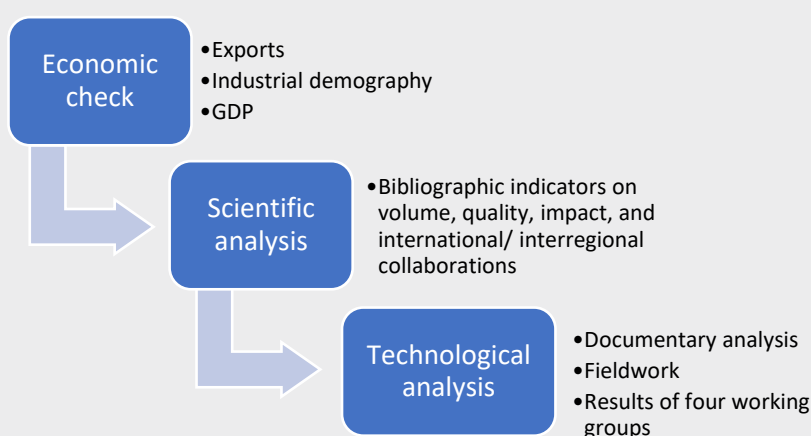 Economic
check
•Exports
•Industrial demography
•GDP
Scientific
analysis
•Bibliographic indicators on
volume, quality, impact, and
international/ interregional
collaborations
Technological
analysis
•Documentary analysis
•Fieldwork
•Results of four working
groups